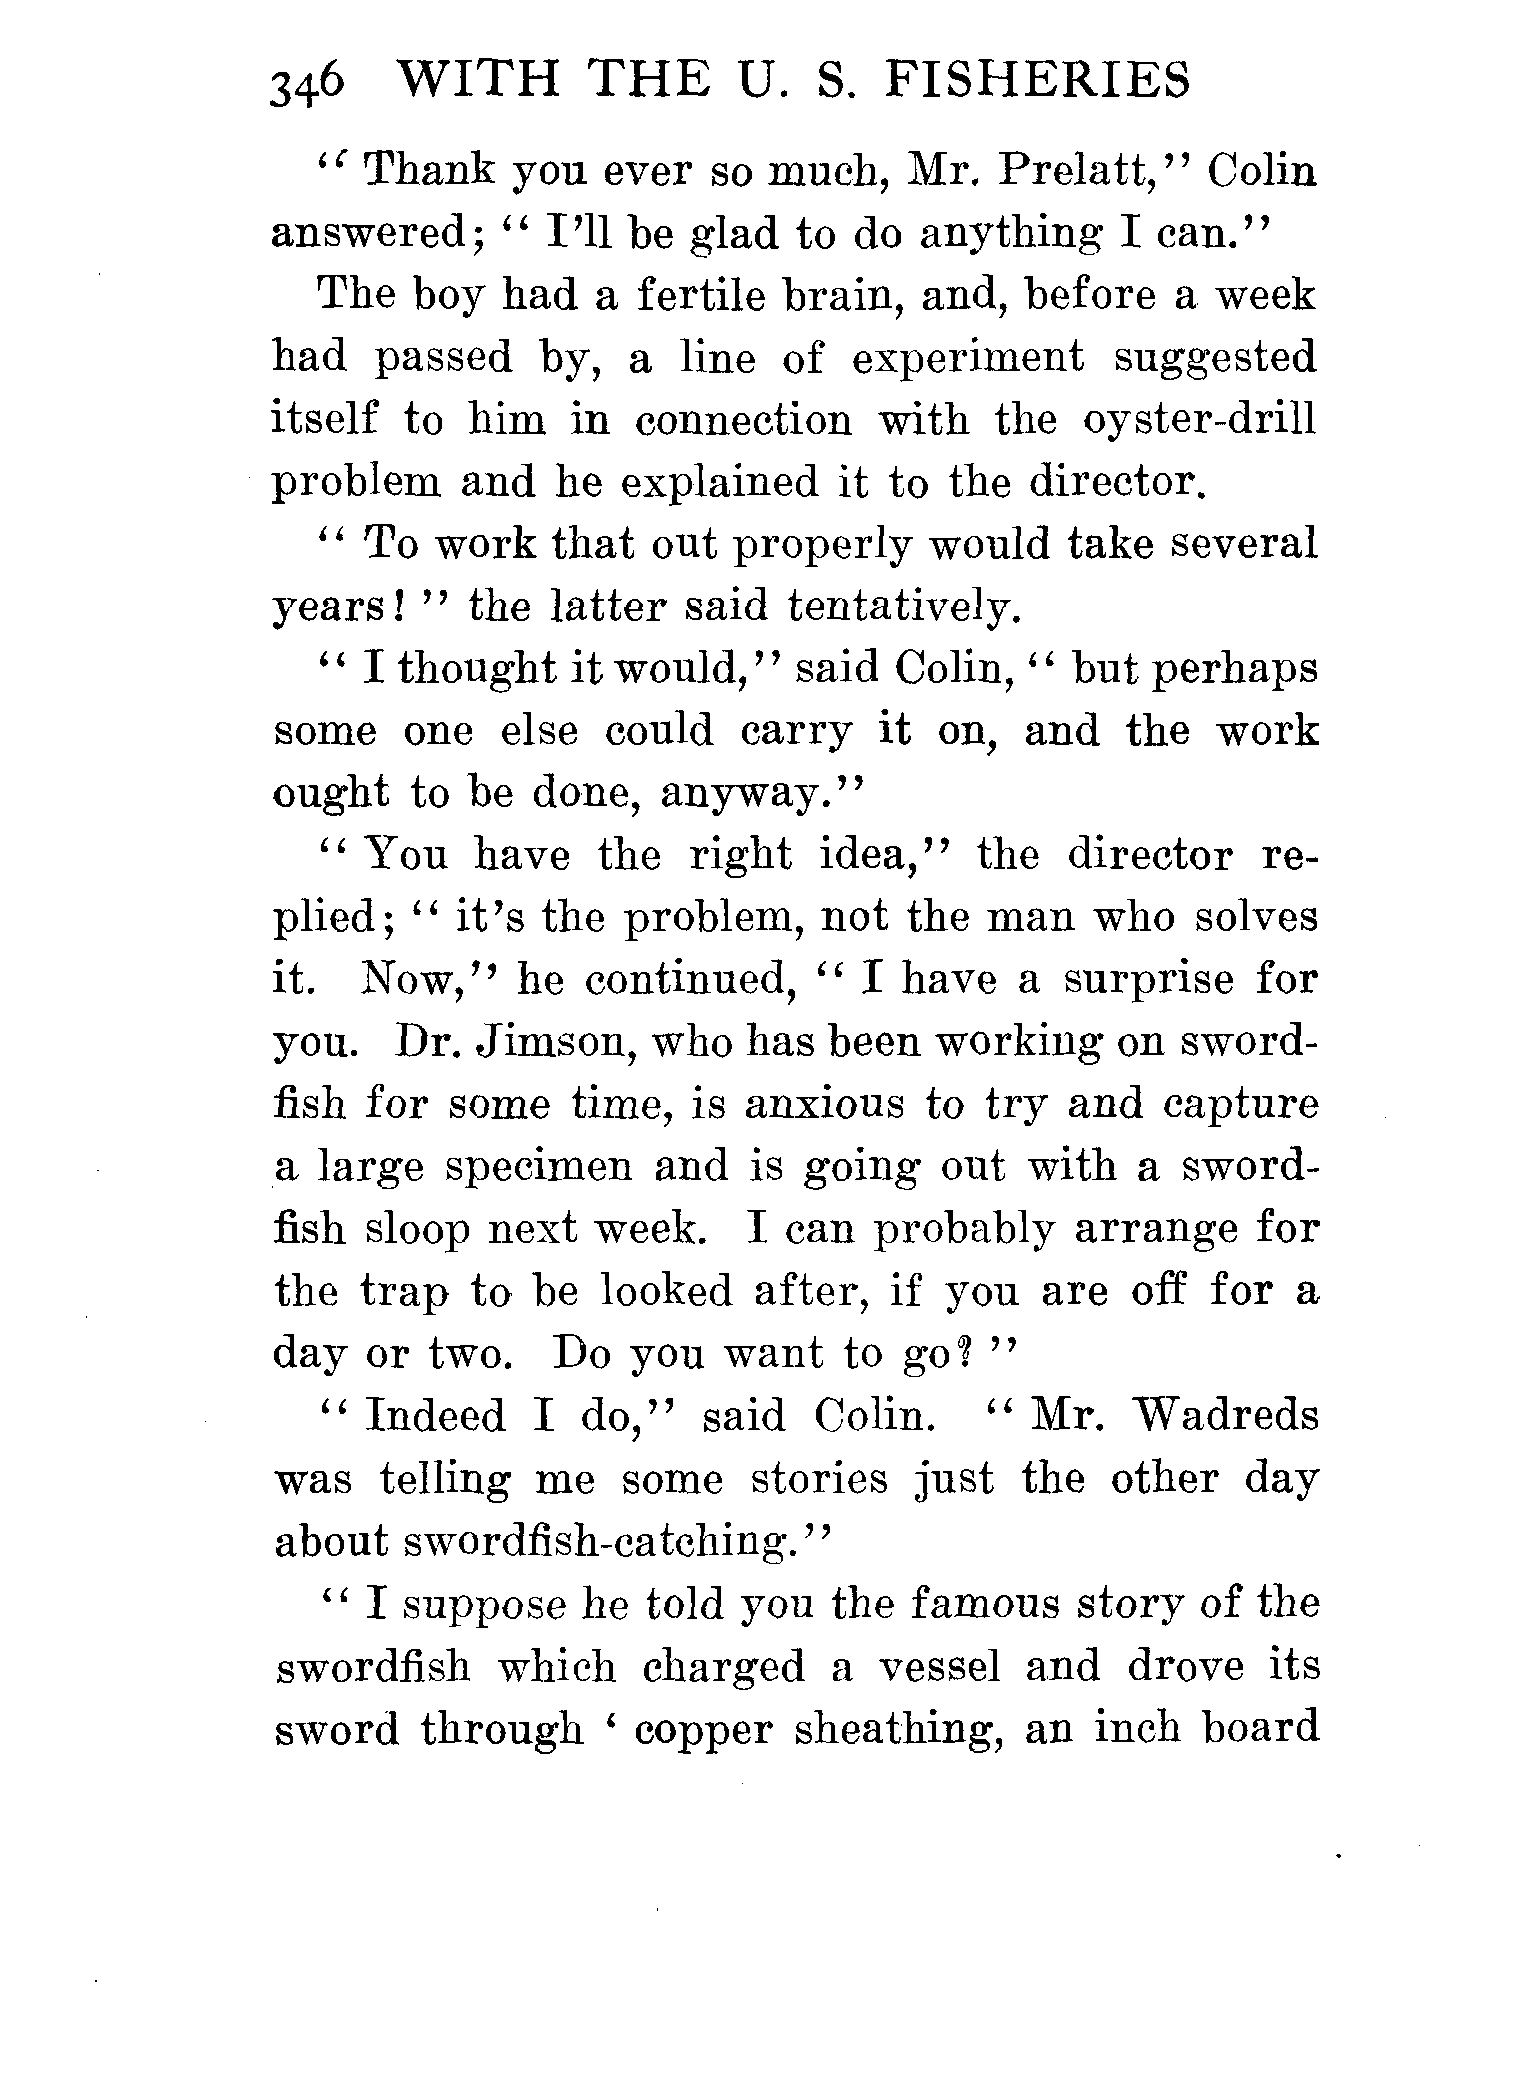 346 WITH THE U. S. FISHERIES
“ Thank you ever so much, Mr. Prelatt,” Colin
answered; “ I’ll be glad to do anything I can.”
The boy had a fertile brain, and, before a week
had passed by, a line of experiment suggested
itself to him in connection with the oyster-drill
problem and he explained it to the director.
“ To work that out properly would take several
years! ” the latter said tentatively.
“ I thought it would,” said Colin, “ but perhaps
some one else could carry it on, and the work
ought to be done, anyway.”
“ You have the right idea,” the director re-
plied; “ it’s the problem, not the man who solves
it. Now,” he continued, “ I have a surprise for
you. Dr. Jimson, who has been working on sword-
fish for some time, is anxious to try and capture
a large specimen and is going out with a sword-
fish sloop next week. I can probably arrange for
the trap to be looked after, if you are off for a
day or two. Do you want to go? ”
“ Indeed I do,” said Colin. “ Mr. Wadreds
was telling me some stories just the other day
about swordfish-catching.”
“ I suppose he told you the famous story of the
swordfish which charged a vessel and drove its
sword through ‘ copper sheathing, an inch board